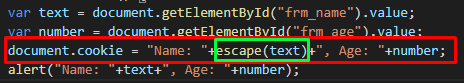 var text = document.getElementById("frm_name").value;
var number = document.getElementById("frm_age").value;
document.cookie = "Name: "+escape(text)+", Age: "+number;
alert("Name: "+text+", Age: "+number);